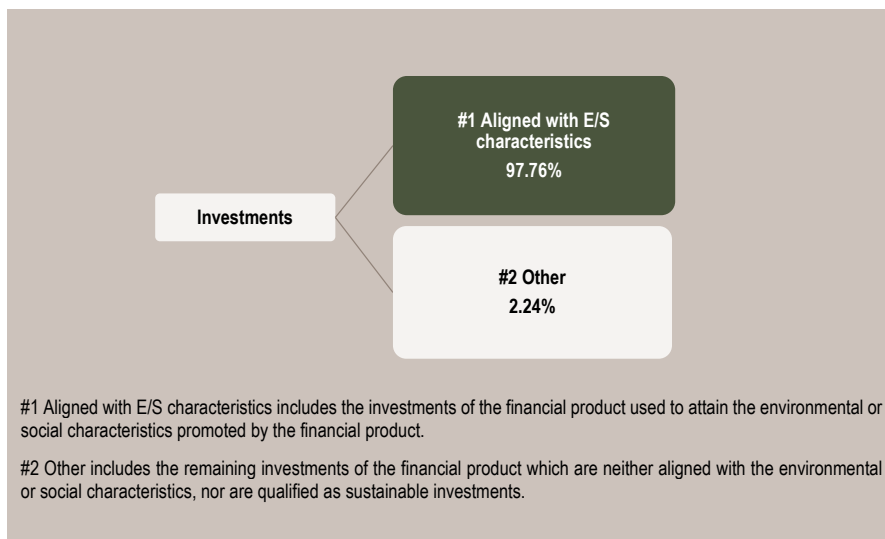 #1 Aligned with E/S
characteristics
97.76%
Investments
#2 Other
2.24%
#1 Aligned with E/S characteristics includes the investments of the financial product used to attain the environmental or
social characteristics promoted by the financial product.
#2 Other includes the remaining investments of the financial product which are neither aligned with the environmental
or social characteristics, nor are qualified as sustainable investments.